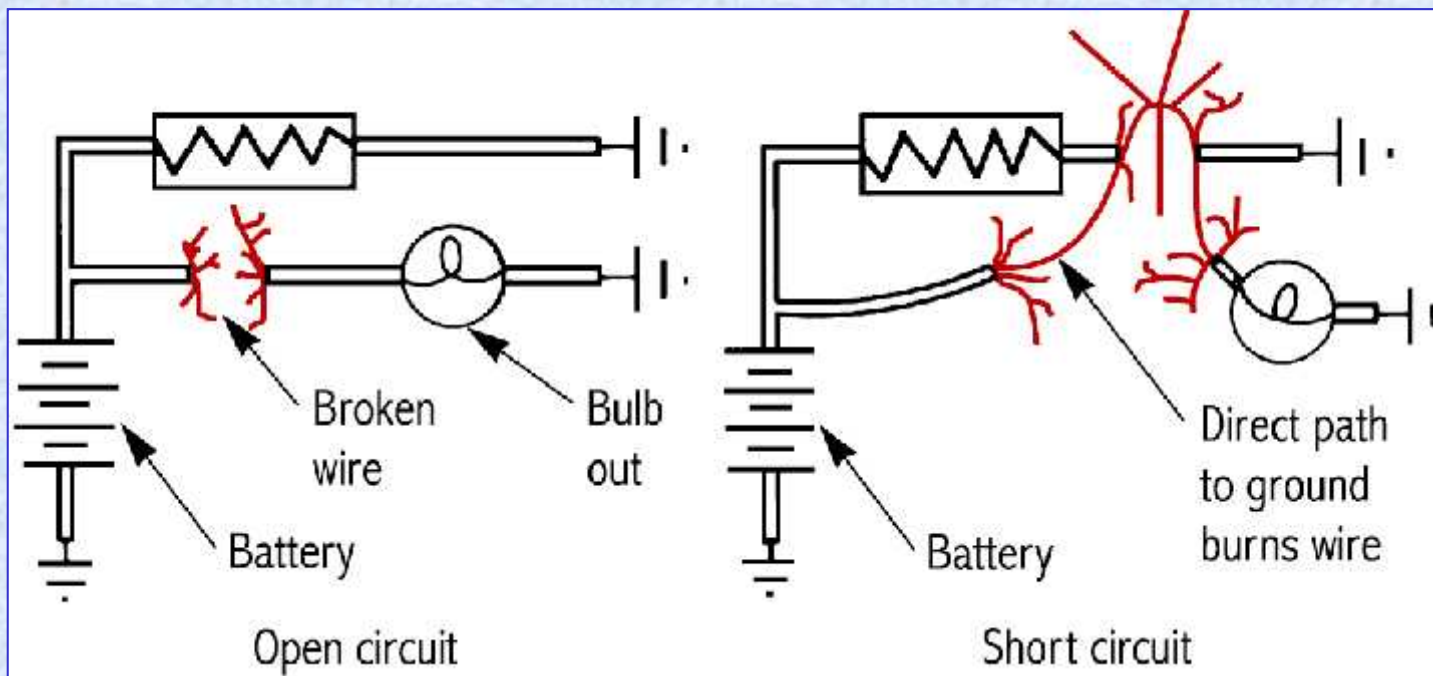 Broken
wire
Bulb
out
Battery
Open circuit
Direct path
to ground
burns wire
Battery
Short circuit